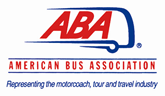 ABA
AMERICAN BUS ASSOCIATION
Representing the motorcoach, tour and travel industry